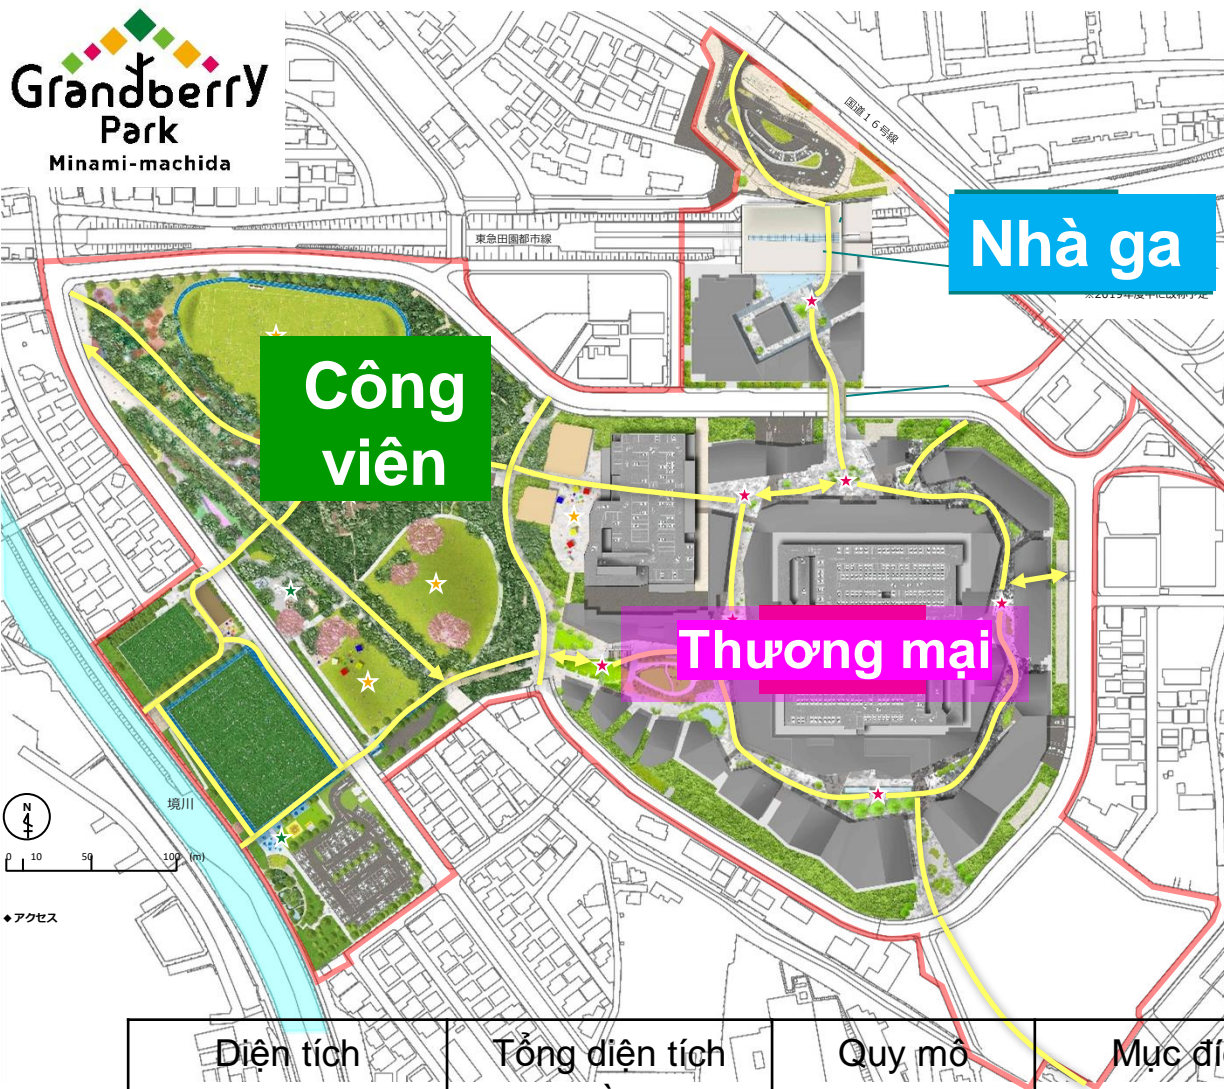 Grandberry
Park
Minami-machida
国道16号線
東急田園都市線
Nhà ga
Công
viên
Thương mại
境川
N
0 10 50 100 (m)
◆アクセス
Diện tích
Tổng diện tích
Quy mô